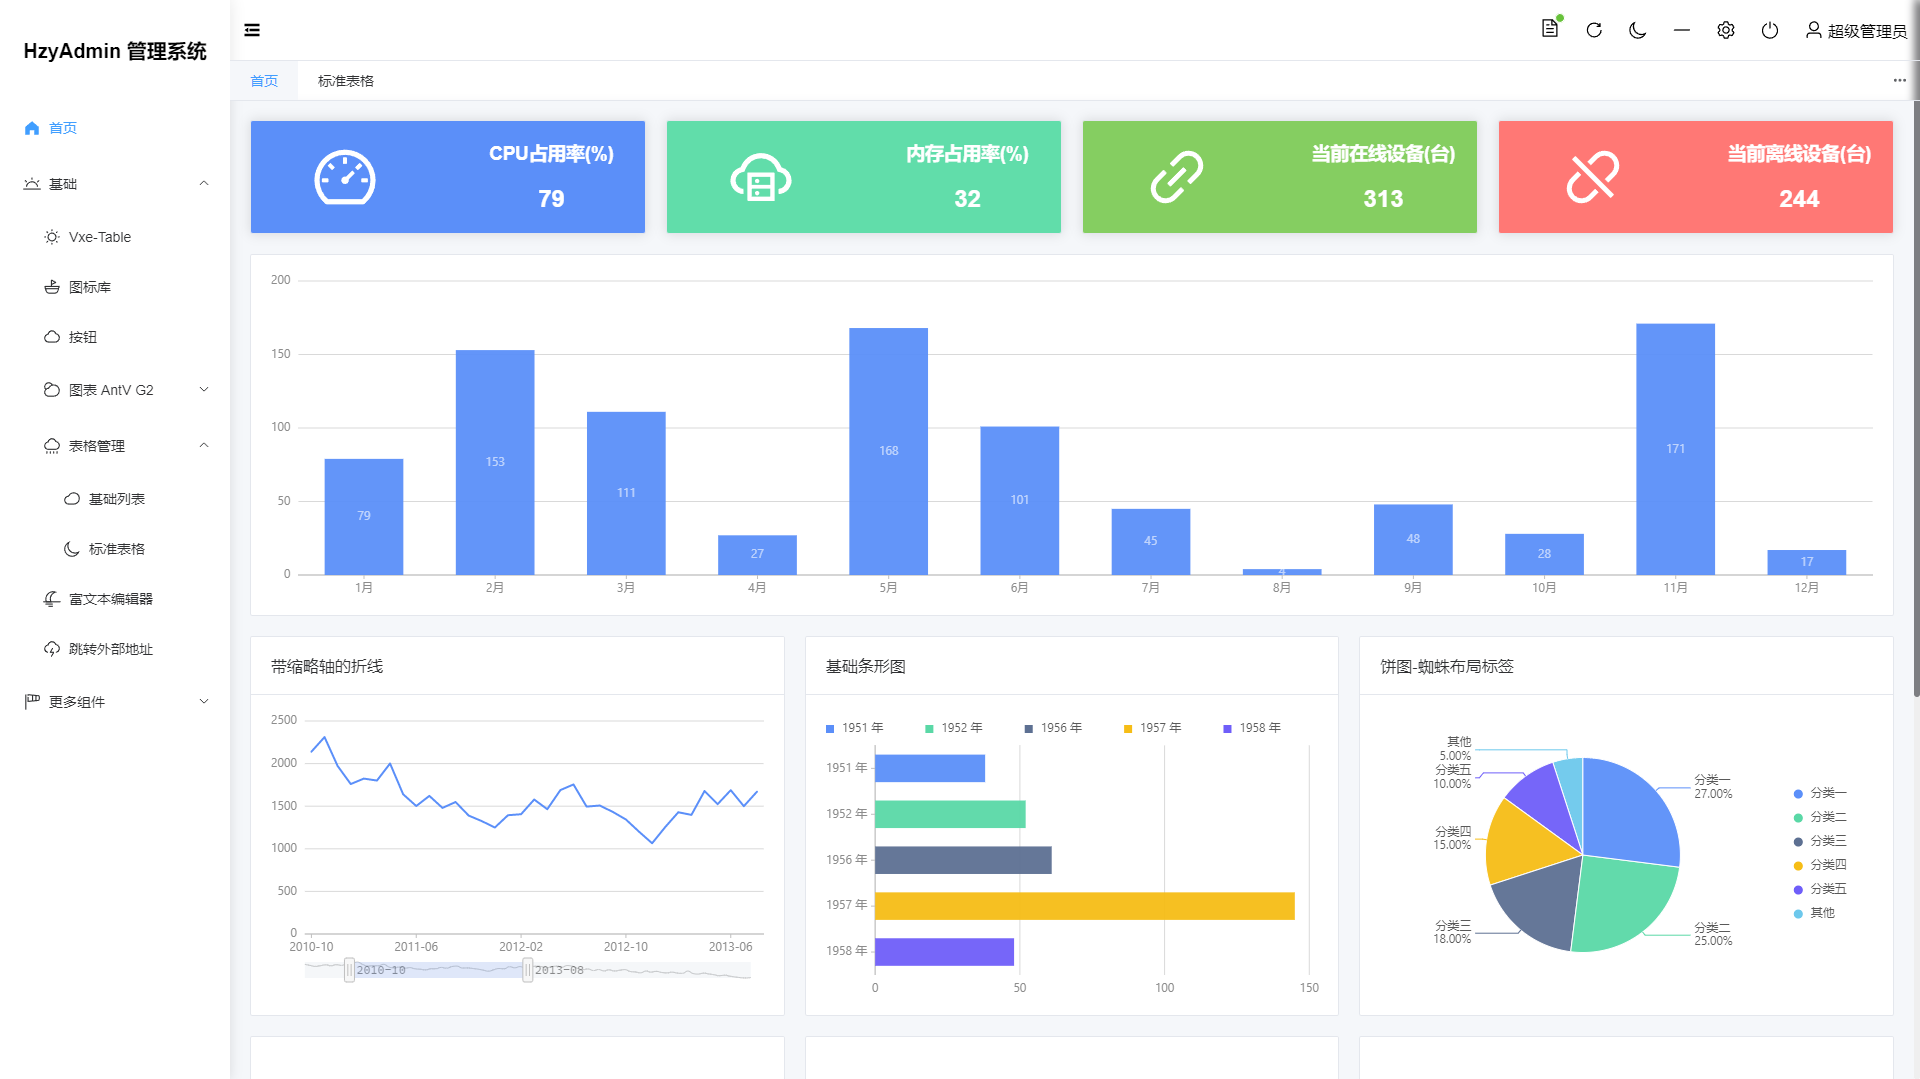 HzyAdmin 管理系统
首页
基础
Vxe-Table
图标库
按钮
图表 AntV G2
表格管理
基础列表
标准表格
富文本编辑器
跳转外部地址
更多组件
超级管理员
首页
标准表格
CPU占用率(%)
79
内存占用率(%)
32
当前在线设备(台)
313
当前离线设备(台)
244
200
150
100
50
0
79
153
111
27
168
101
45
4
48
28
171
17
1月
2月
3月
4月
5月
6月
7月
8月
9月
10月
11月
12月
带缩略轴的折线
2500
2000
1500
1000
500
0
2010-10
2011-06
2012-02
2012-10
2013-06
2010-10
2013-08
基础条形图
1951 年
1952 年
1956 年
1957 年
1958 年
1951 年
1952 年
1956 年
1957 年
1958 年
0
50
100
150
饼图-蜘蛛布局标签
其他
5.00%
分类五
10.00%
分类四
15.00%
分类三
18.00%
分类一
27.00%
分类二
25.00%
分类一
分类二
分类三
分类四
分类五
其他